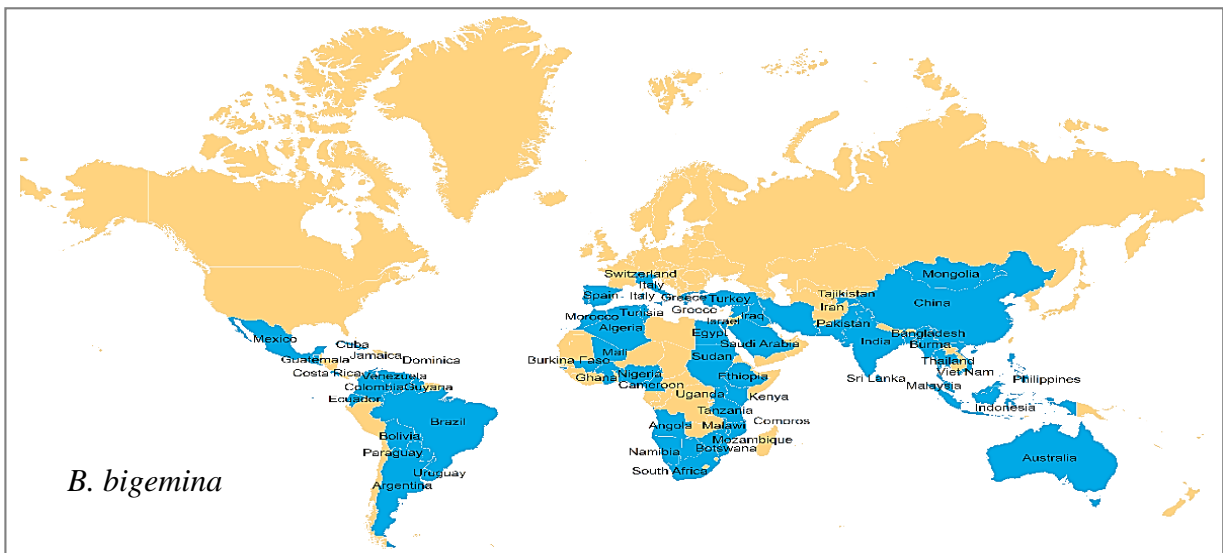 Switzerland
Mongolia
Italy
Tajikistan
Spain
Italy
Greece
Turkey
China
Iran
Grocco
Tunisia
Morocco
Iraq
Israel
Algeria
Pakistan
Egypt
Bangladesh
Mexico
India
Burma
Cuba
Saudi Arabia
Mali
Sudan
Jamaica
Guatemala
Dominica
Burkina Faso
Thailand
Costa Rica
Venezuela
Nigeria
Ethiopia
Viet Nam
Ghana
Sri Lanka
Philippines
Colombia
Guyana
Cameroon
Malaysia
Uganda
Kenya
Ecuador
Indonesia
Tanzania
Brazil
Comoros
Angola
Malawi
Bolivia
Mozambique
Botswana
Paraguay
Namibia
Australia
Uruguay
South Africa
B. bigemina
Argentina